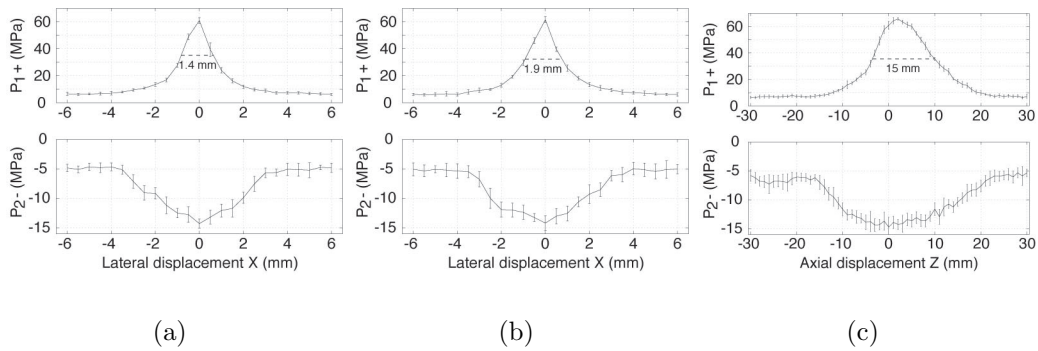 60
40
20
0
P1+ (MPa)
1.4 mm
-6 -4 -2 0 2 4 6
0
-5
-10
-15
P2- (MPa)
-6 -4 -2 0 2 4 6
Lateral displacement X (mm)
(a)
60
40
20
0
P1+ (MPa)
1.9 mm
-6 -4 -2 0 2 4 6
0
-5
-10
-15
P2- (MPa)
-6 -4 -2 0 2 4 6
Lateral displacement X (mm)
(b)
60
40
20
0
P1+ (MPa)
15 mm
-30 -20 -10 0 10 20 30
0
-5
-10
-15
P2- (MPa)
-30 -20 -10 0 10 20 30
Axial displacement Z (mm)
(c)